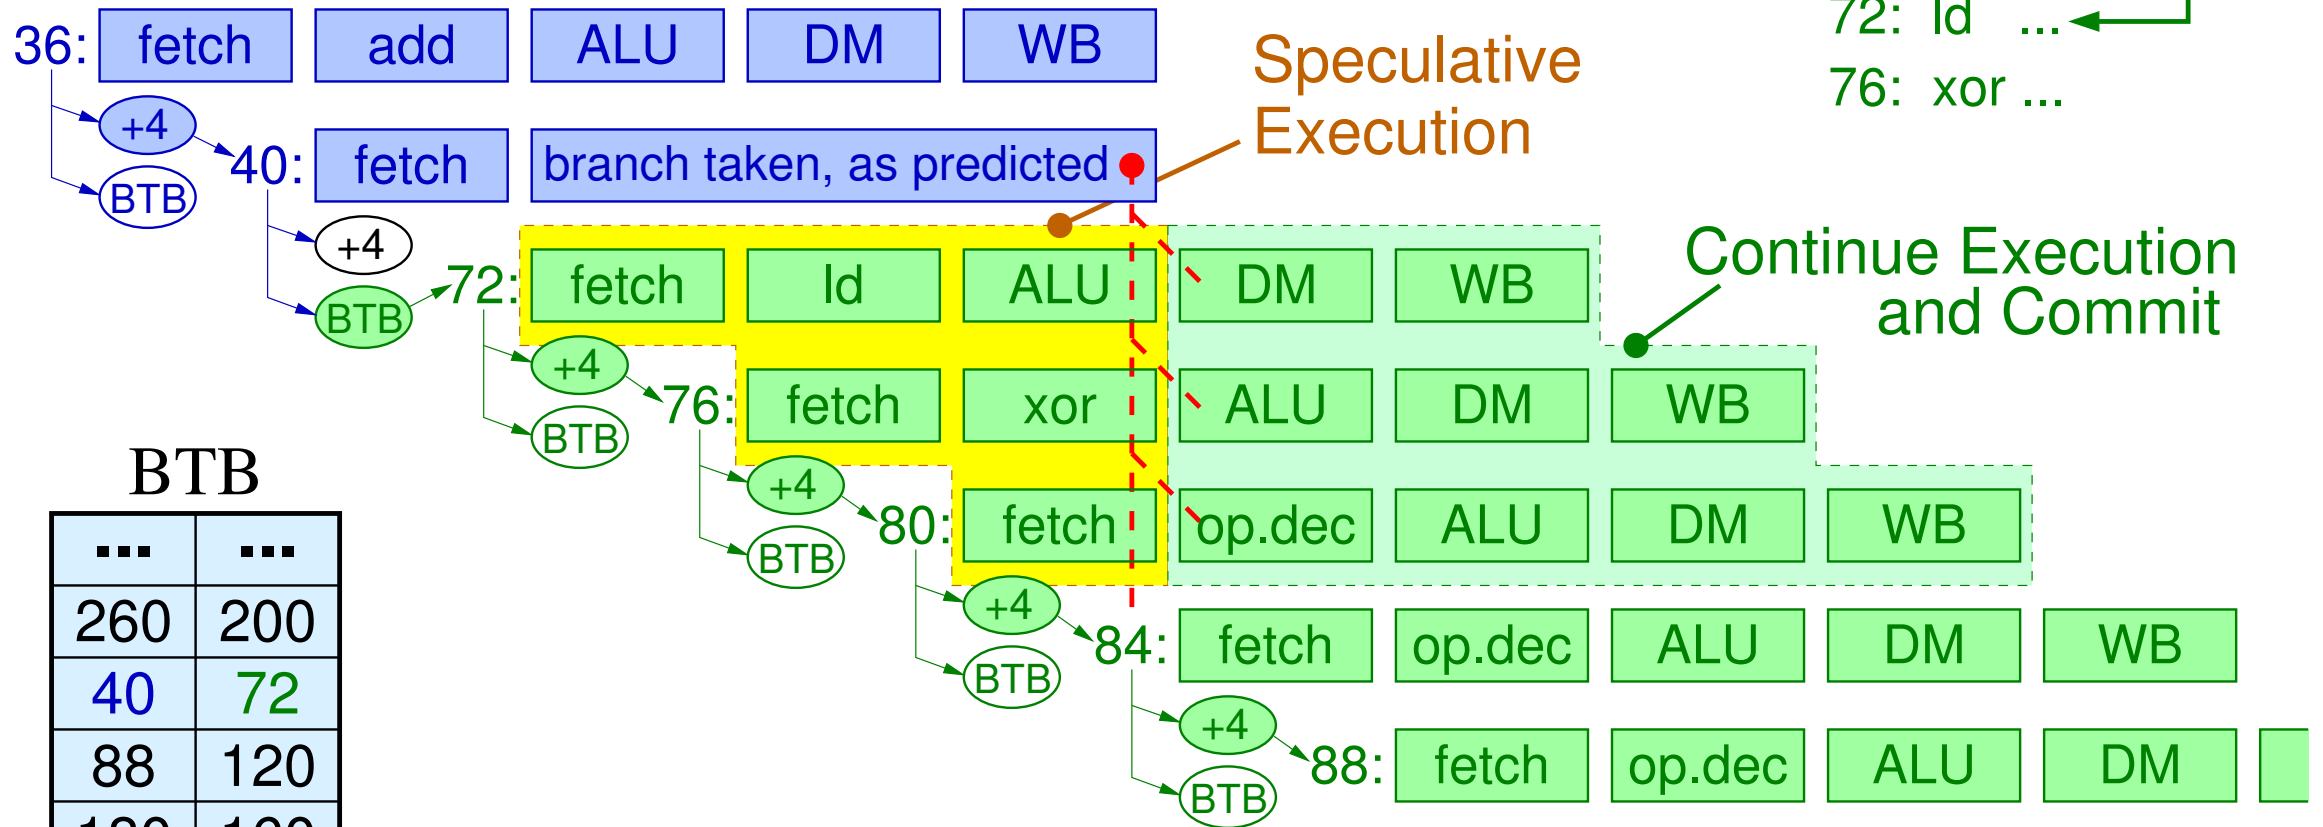 36: fetch add ALU DM WB
72: ld ...
Speculative
Execution
76: xor ...
+4
40: fetch branch taken, as predicted
BTB
+4
Continue Execution
and Commit
72: fetch ld ALU DM WB
BTB
+4
76: fetch xor ALU DM WB
BTB
BTB
+4
80: fetch op.dec ALU DM WB
BTB
... ...
260 200
+4
84: fetch op.dec ALU DM WB
BTB
40 72
+4
88: fetch op.dec ALU DM
88 120
BTB